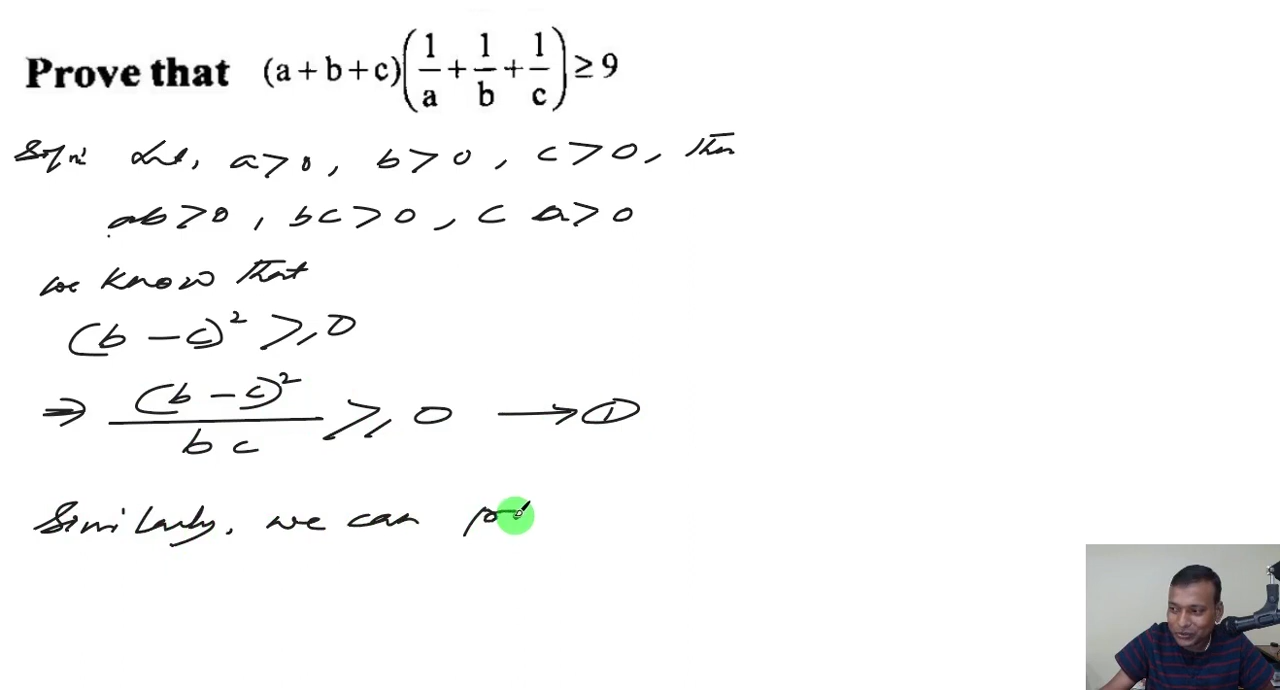 Prove that (a+b+c)(1/a + 1/b + 1/c) ≥ 9
Soln: Let, a>0, b>0, c>0, then
ab>0, bc>0, ca>0
we know that
(b-c)² ≥ 0
⇒ (b-c)²/bc ≥ 0 → ①
Similarly, we can